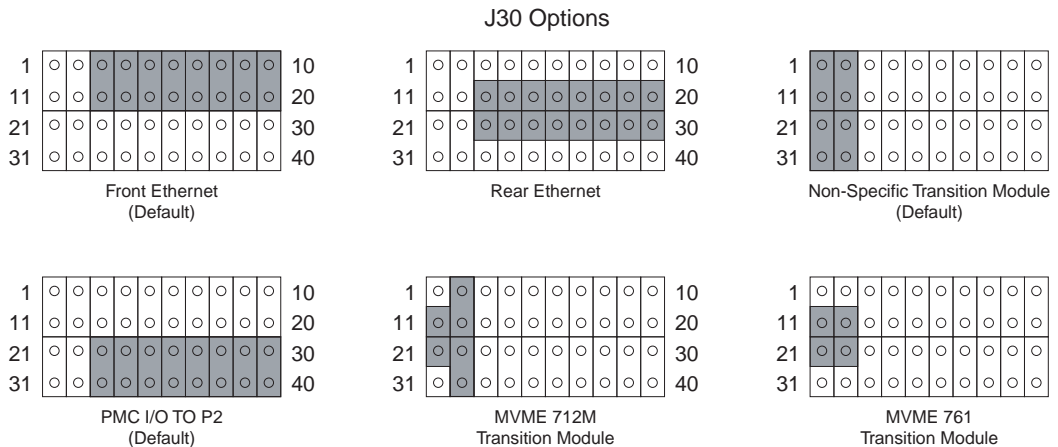 J30 Options
1 10 1 10 1
11 20 11 20 11
21 30 21 30 21
31 40 31 40 31
Front Ethernet
(Default)
Rear Ethernet
Non-Specific Transition Module
(Default)
1 10 1 10 1
11 20 11 20 11
21 30 21 30 21
31 40 31 40 31
PMC I/O TO P2
(Default)
MVME 712M
Transition Module
MVME 761
Transition Module